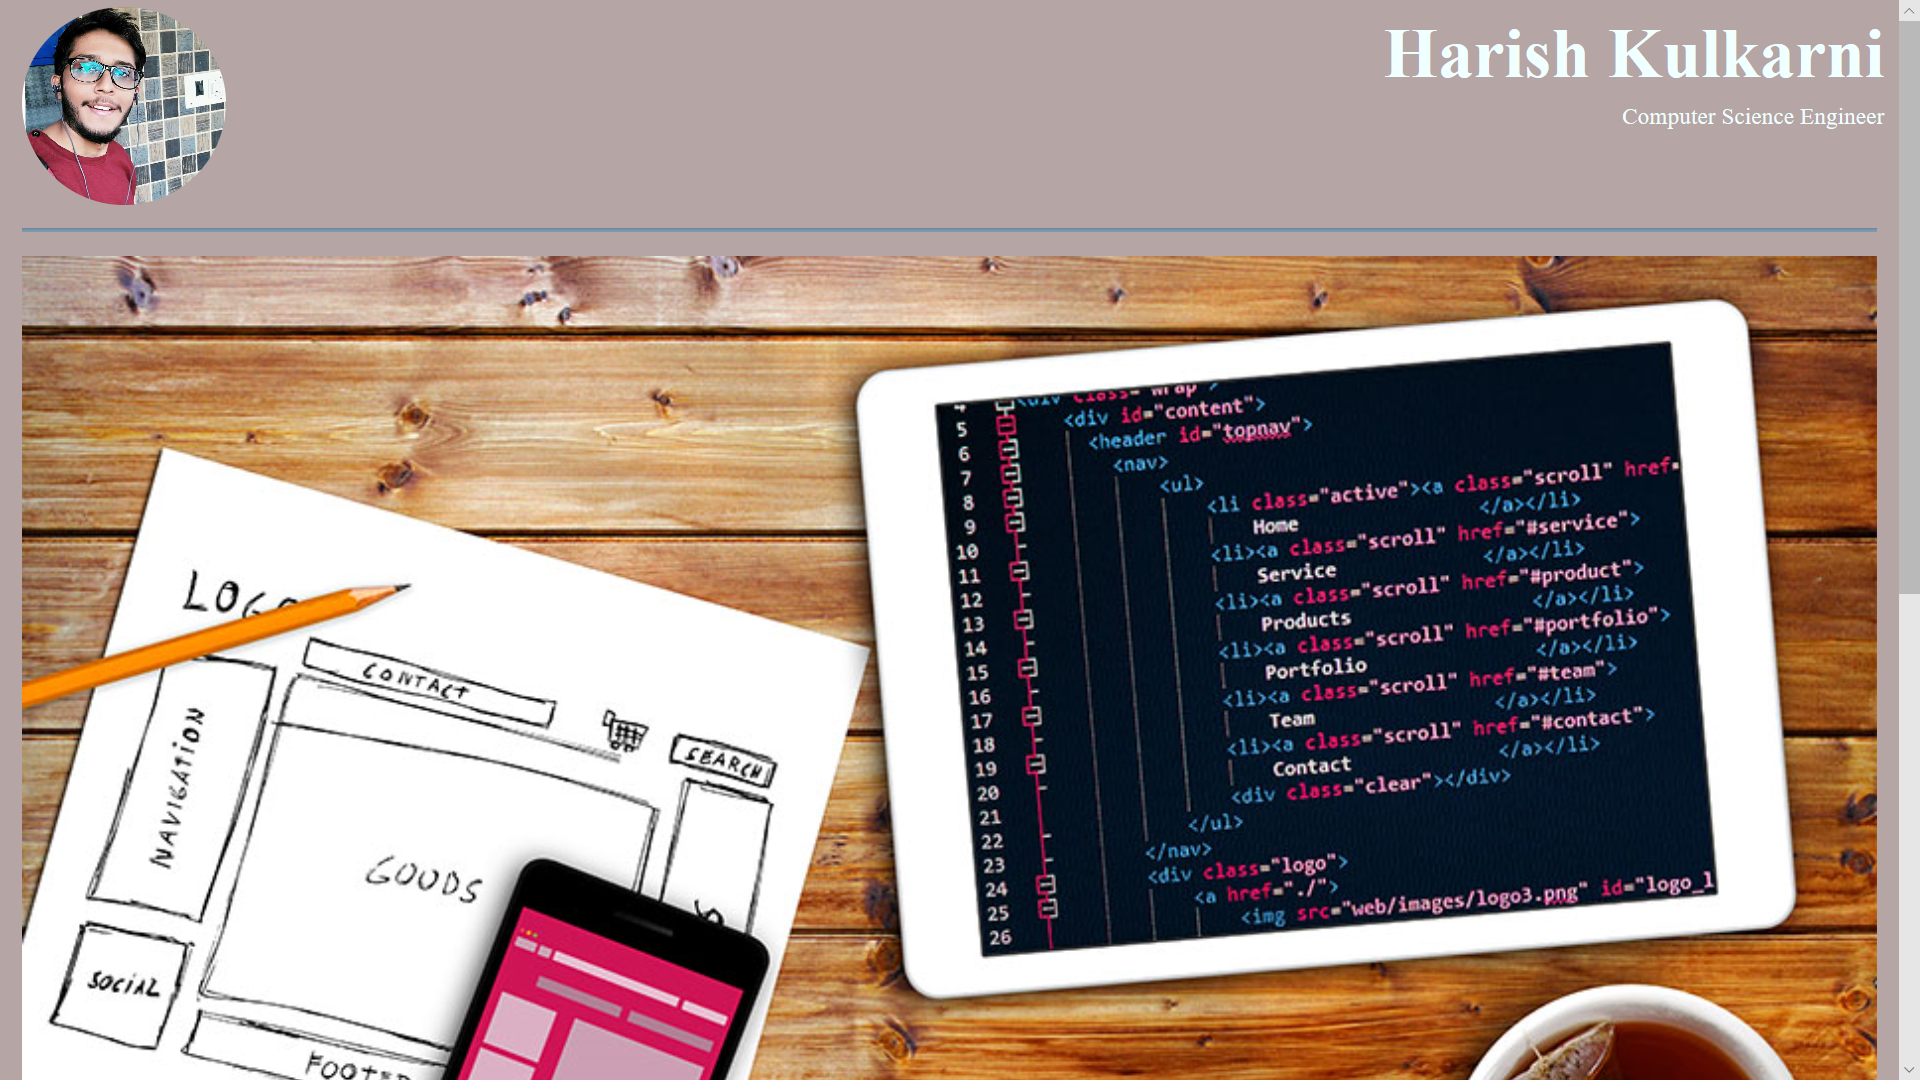 Harish Kulkarni
Computer Science Engineer
CONTACT
SEARCH
NAVIGATION
GOODS
SOCIAL
<div class="wrap">
5 <div id="content">
6 <header id="topnav">
7 <nav>
8 <ul>
9 <li class="active"><a class="scroll" href=
Home </a></li>
10 <li><a class="scroll" href="#service">
11 Service </a></li>
12 <li><a class="scroll" href="#product">
13 Products </a></li>
14 <li><a class="scroll" href="#portfolio">
15 Portfolio </a></li>
16 <li><a class="scroll" href="#team">
17 Team </a></li>
18 <li><a class="scroll" href="#contact">
19 Contact </a></li>
20 <div class="clear"></div>
21 </ul>
22 </nav>
23 <div class="logo">
24 <a href="./">
25 <img src="web/images/logo3.png" id="logo_l
26